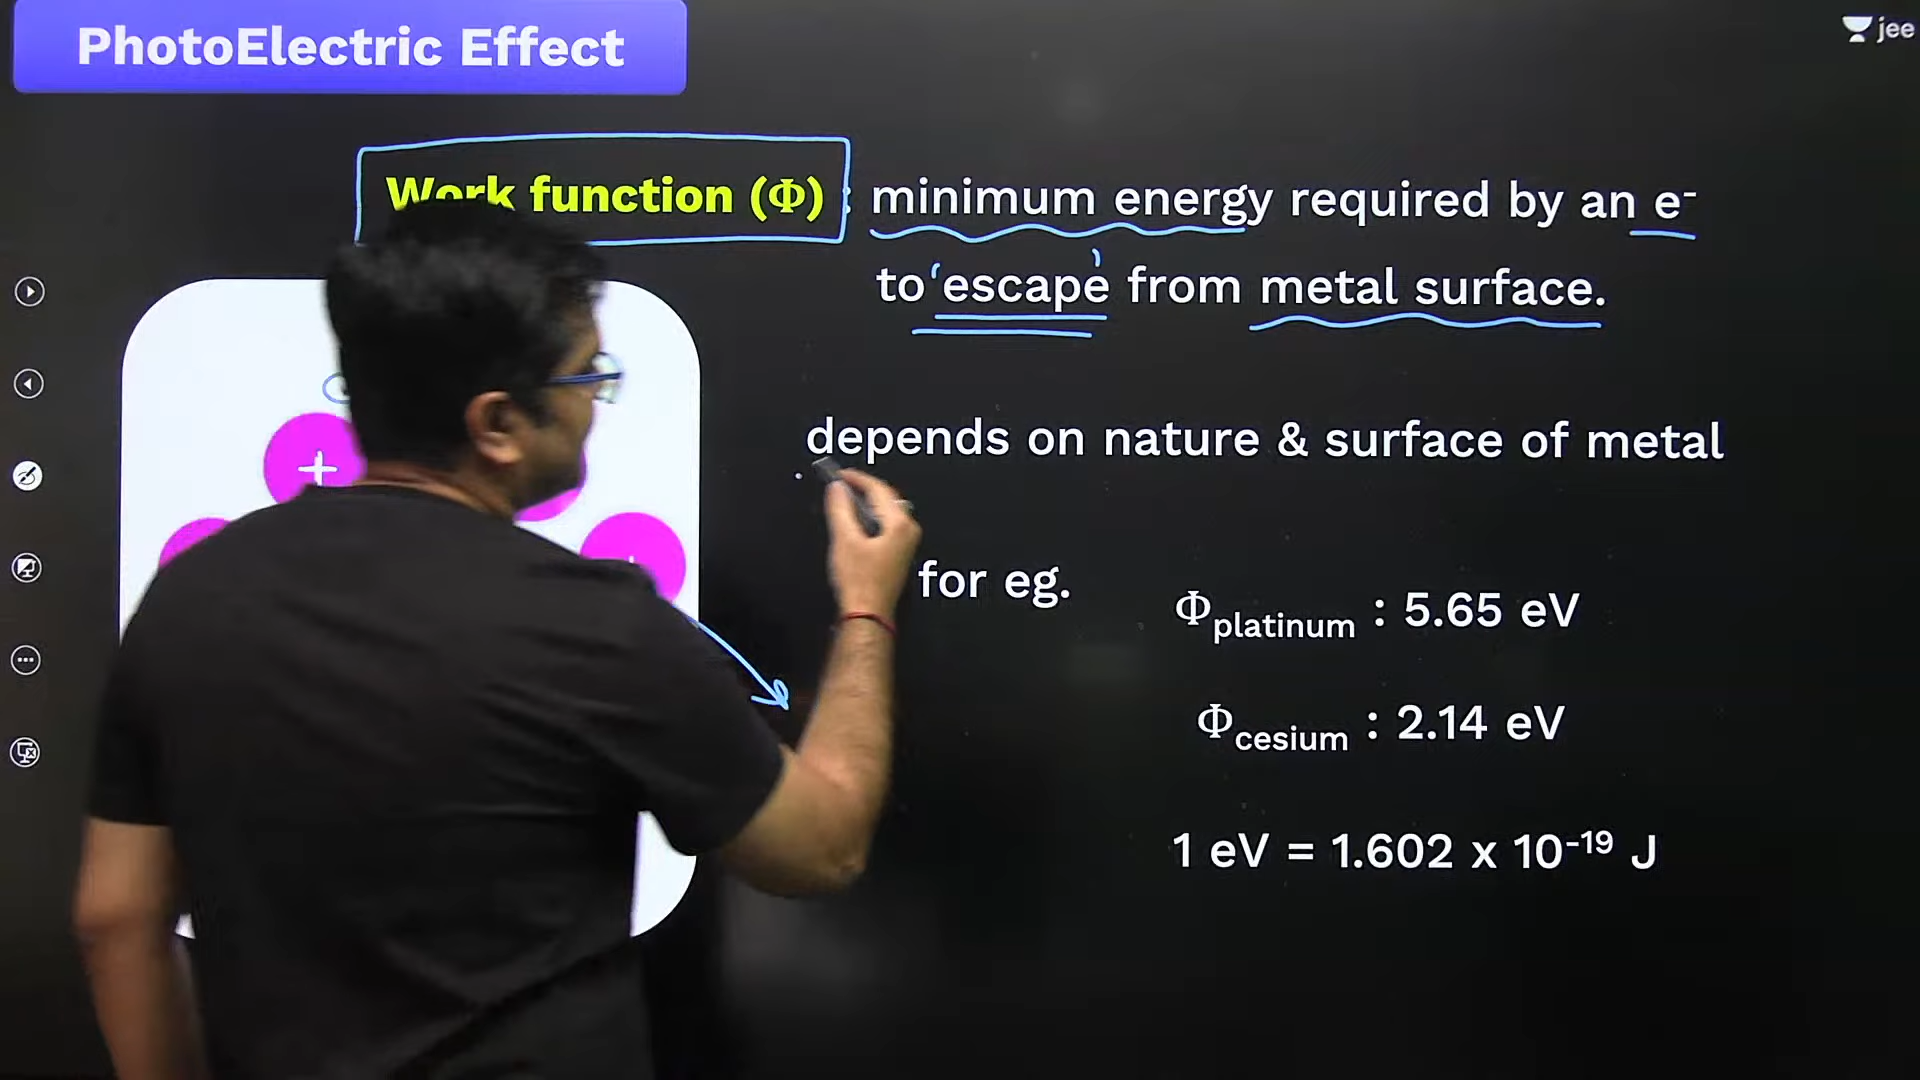 PhotoElectric Effect
jee
Work function (Φ) : minimum energy required by an e⁻
to ‘escape’ from metal surface.
depends on nature & surface of metal
for eg.
Φplatinum : 5.65 eV
Φcesium : 2.14 eV
1 eV = 1.602 x 10⁻¹⁹ J
+